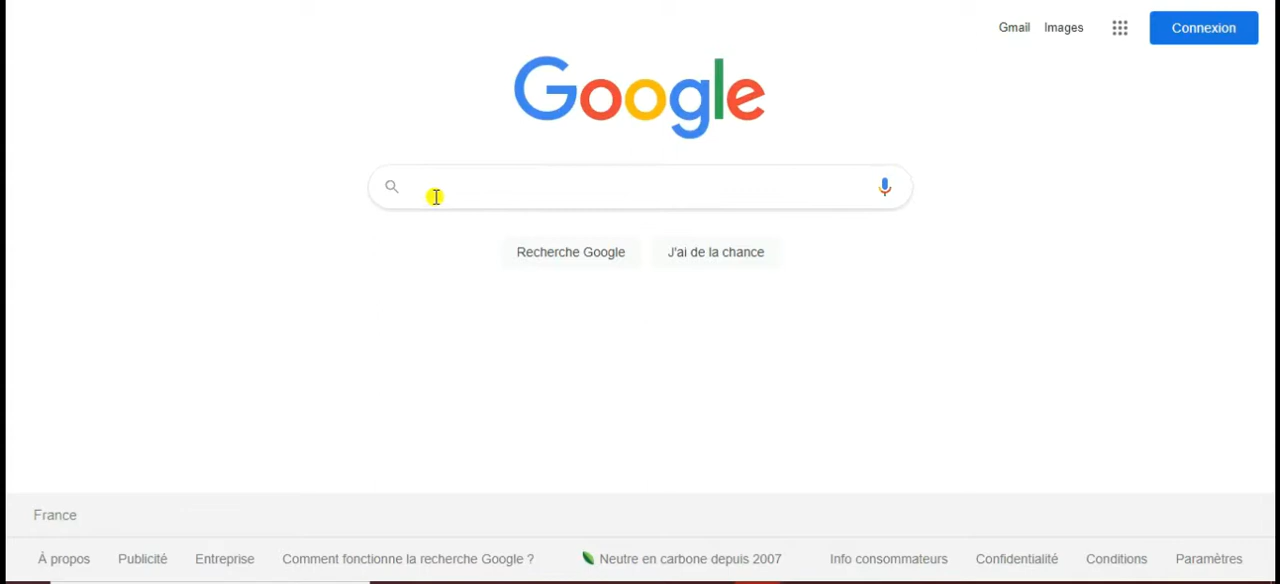 Gmail Images Connexion
Google
Recherche Google J'ai de la chance
France
À propos Publicité Entreprise Comment fonctionne la recherche Google ? Neutre en carbone depuis 2007 Info consommateurs Confidentialité Conditions Paramètres